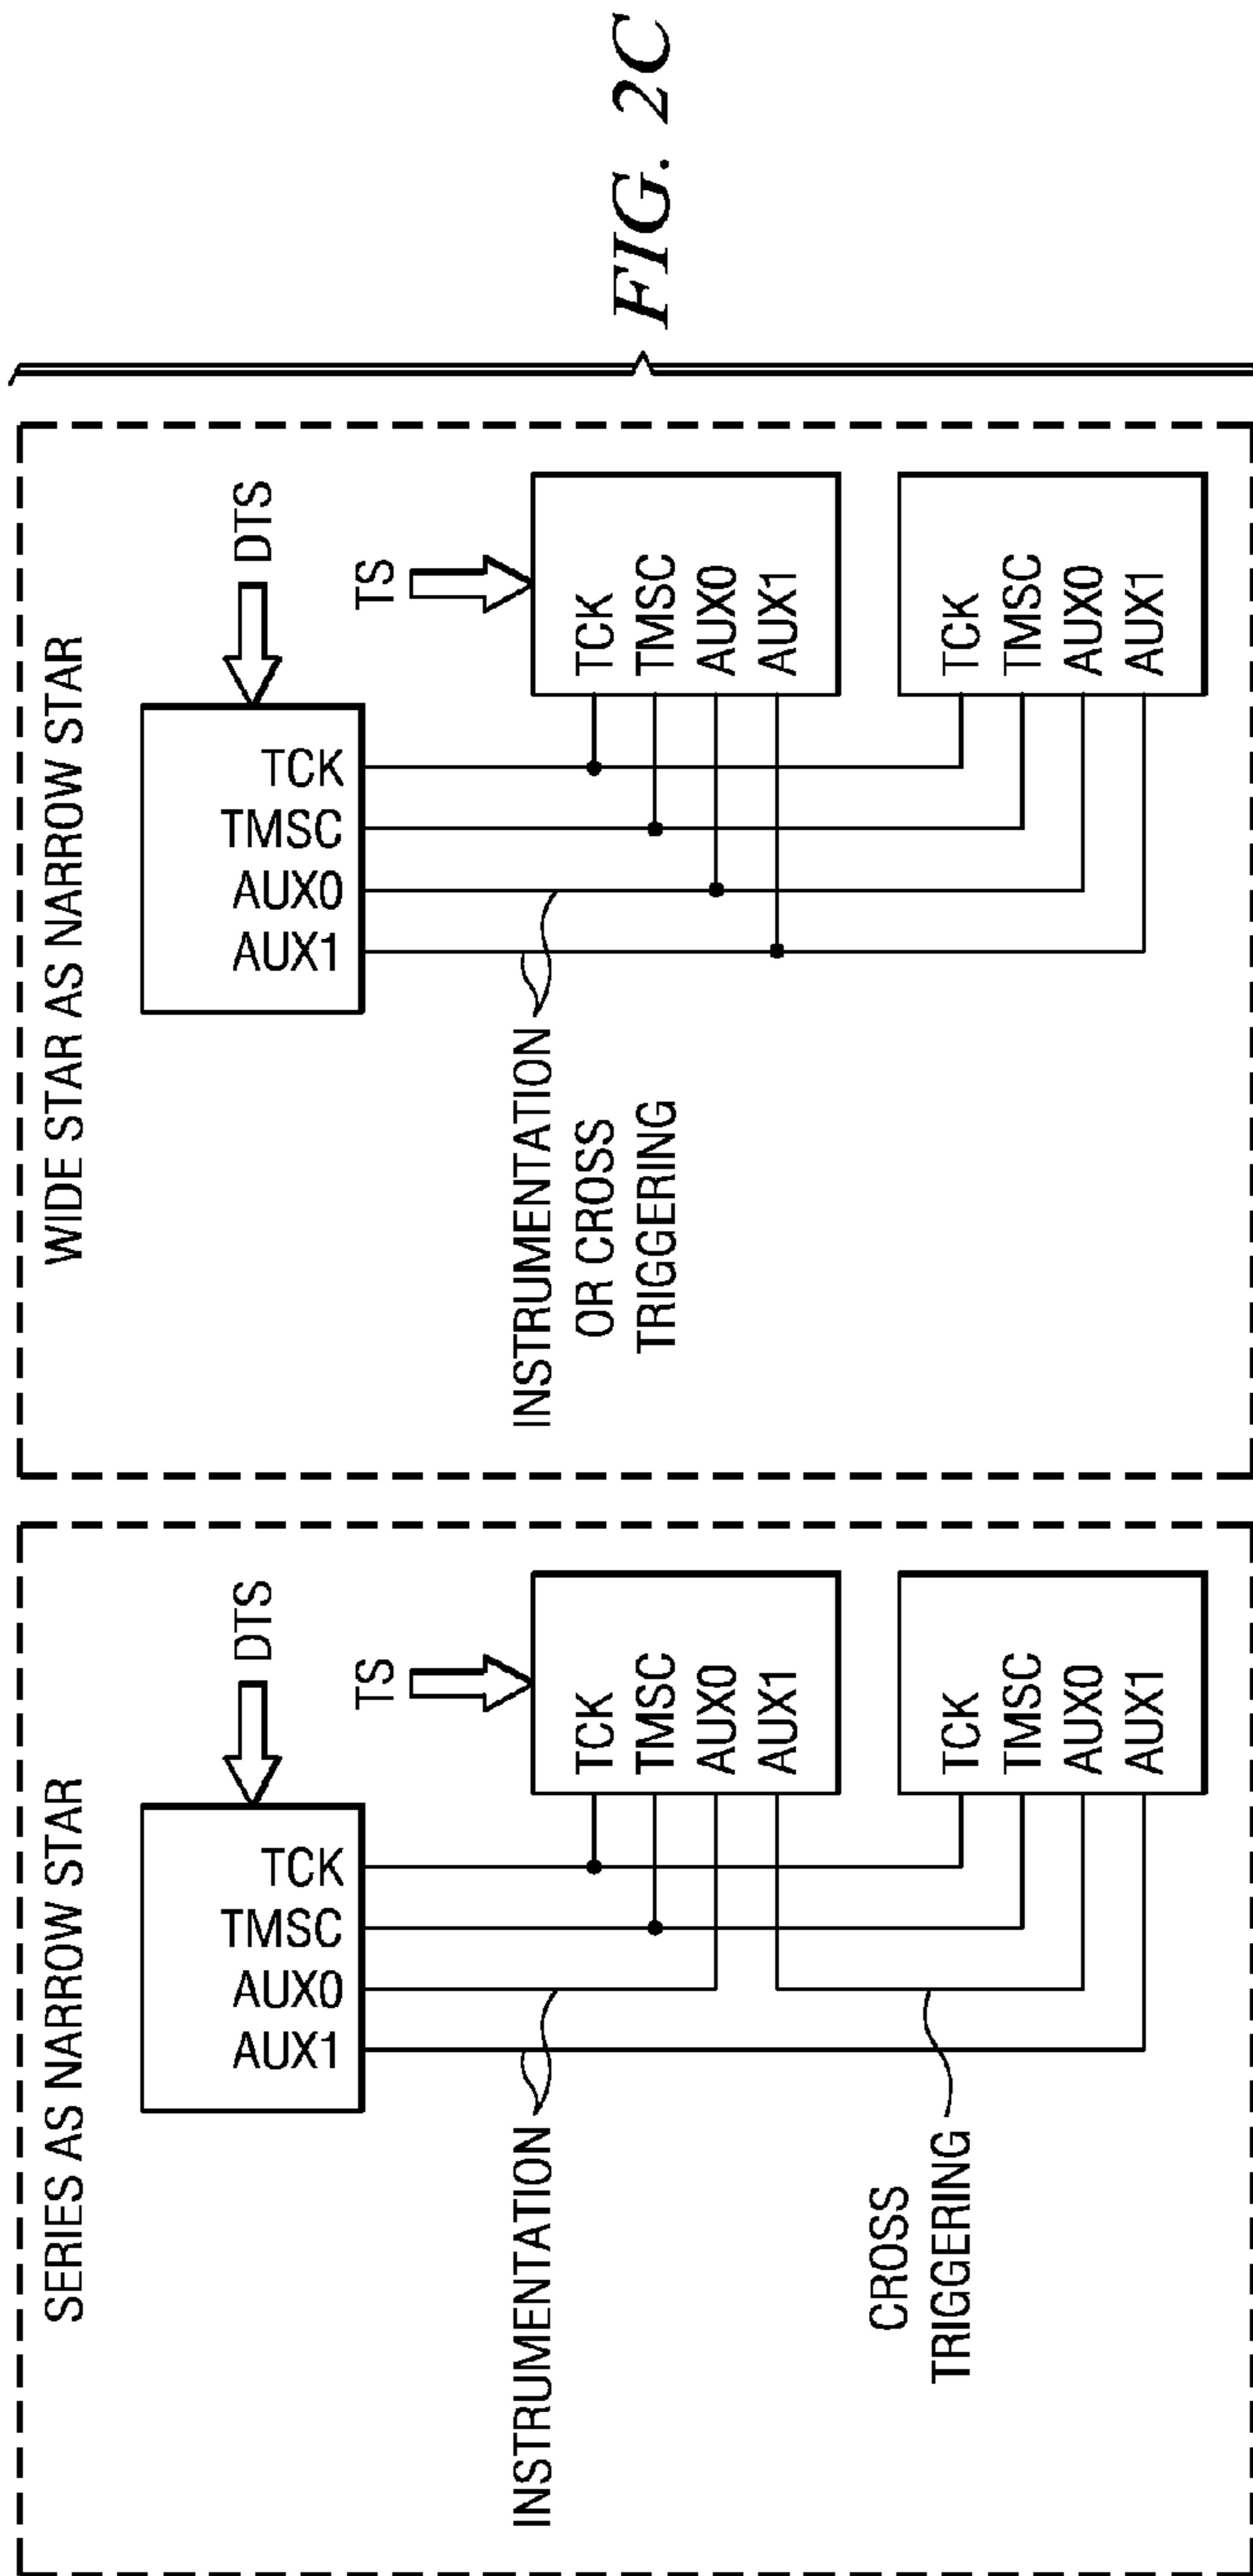 SERIES AS NARROW STAR
DTS
TCK
TMSC
AUX0
AUX1
TS
TCK
TMSC
AUX0
AUX1
TCK
TMSC
AUX0
AUX1
INSTRUMENTATION
CROSS
TRIGGERING
WIDE STAR AS NARROW STAR
DTS
TCK
TMSC
AUX0
AUX1
TS
TCK
TMSC
AUX0
AUX1
TCK
TMSC
AUX0
AUX1
INSTRUMENTATION
OR CROSS
TRIGGERING
FIG. 2C